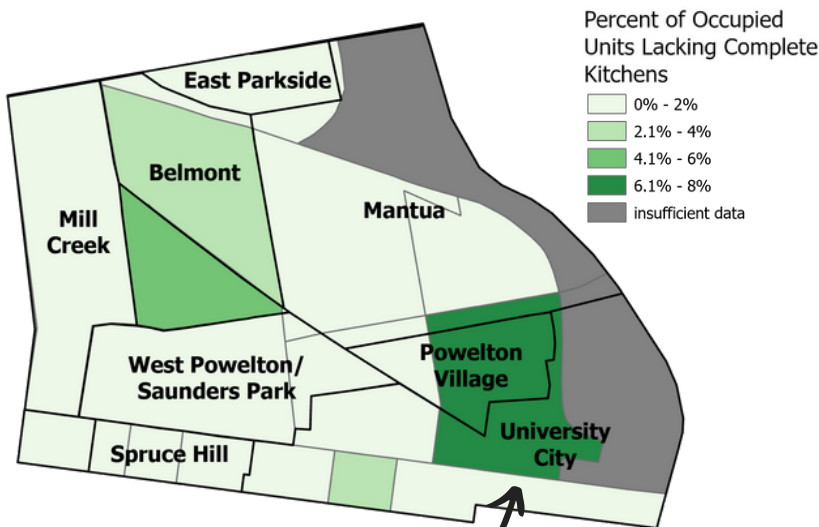 Percent of Occupied
Units Lacking Complete
Kitchens
0% - 2%
2.1% - 4%
4.1% - 6%
6.1% - 8%
insufficient data
East Parkside
Belmont
Mantua
Mill
Creek
West Powelton/
Saunders Park
Powelton
Village
Spruce Hill
University
City